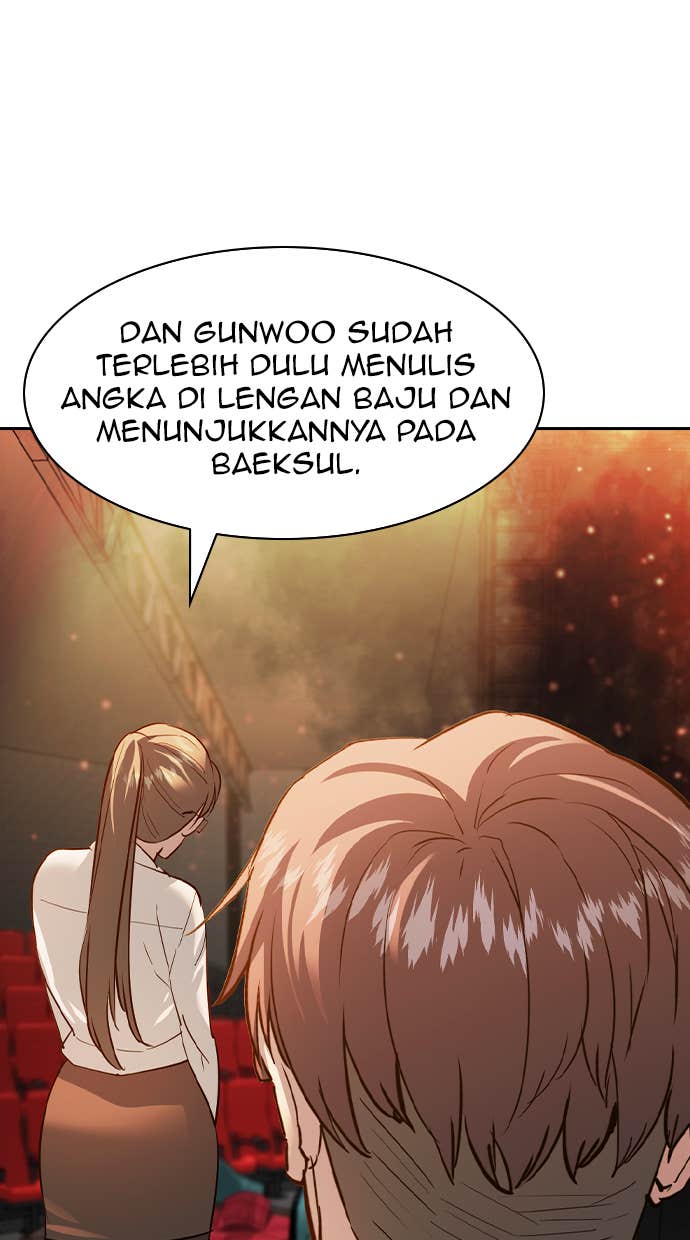 DAN GUNWOO SUDAH
TERLEBIH DULU MENULIS
ANGKA DI LENGAN BAJU DAN
MENUNJUKKANNYA PADA
BAEKSUL.